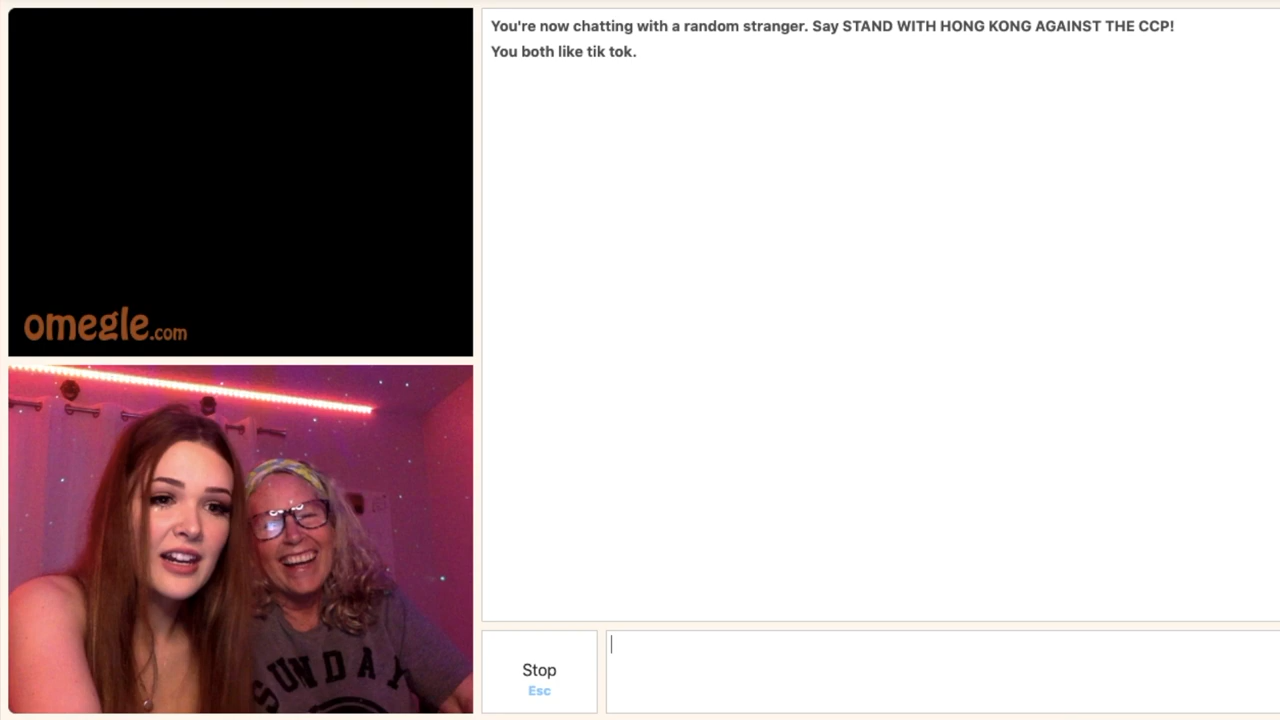 You're now chatting with a random stranger. Say STAND WITH HONG KONG AGAINST THE CCP!
You both like tik tok.
omegle.com
SUNDAY
Stop
Esc